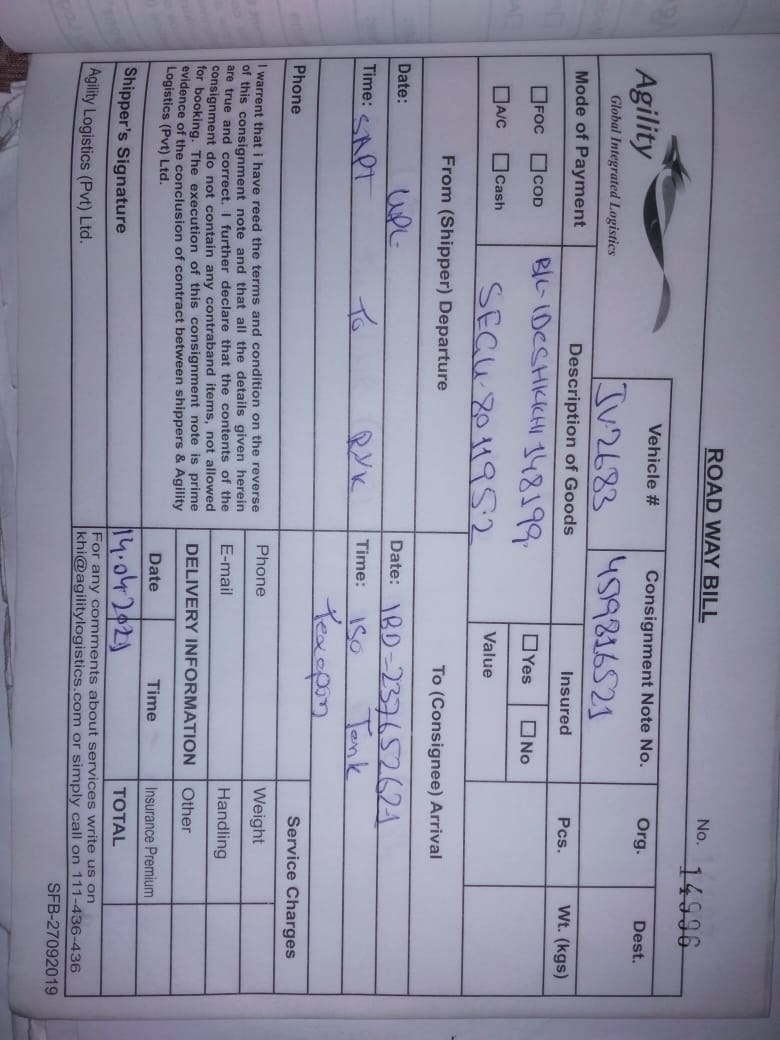 ROAD WAY BILL
No. 14996
Agility
Global Integrated Logistics
Vehicle #
Consignment Note No.
Org.
Dest.
JV-2683
4519816521
Mode of Payment
Description of Goods
Insured
Pcs.
Wt. (kgs)
FOC
COD
A/C
Cash
148199
SEGU-801195-2
Yes
No
Value
From (Shipper) Departure
To (Consignee) Arrival
Date: UPL
Date: IBD-237652621
Time: SAPT To RYK
Time: ISO Tank
Texapon
Phone
Service Charges
I warrent that i have reed the terms and condition on the reverse
of this consignment note and that all the details given herein
are true and correct. I further declare that the contents of the
consignment do not contain any contraband items, not allowed
for booking. The execution of this consignment note is prime
evidence of the conclusion of contract between shippers & Agility
Logistics (Pvt) Ltd.
Phone
Weight
E-mail
Handling
DELIVERY INFORMATION
Other
Date
Time
Insurance Premium
Shipper's Signature
14.04.2021
TOTAL
Agility Logistics (Pvt) Ltd.
For any comments about services write us on
khi@agilitylogistics.com or simply call on 111-436-436
SFB-27092019